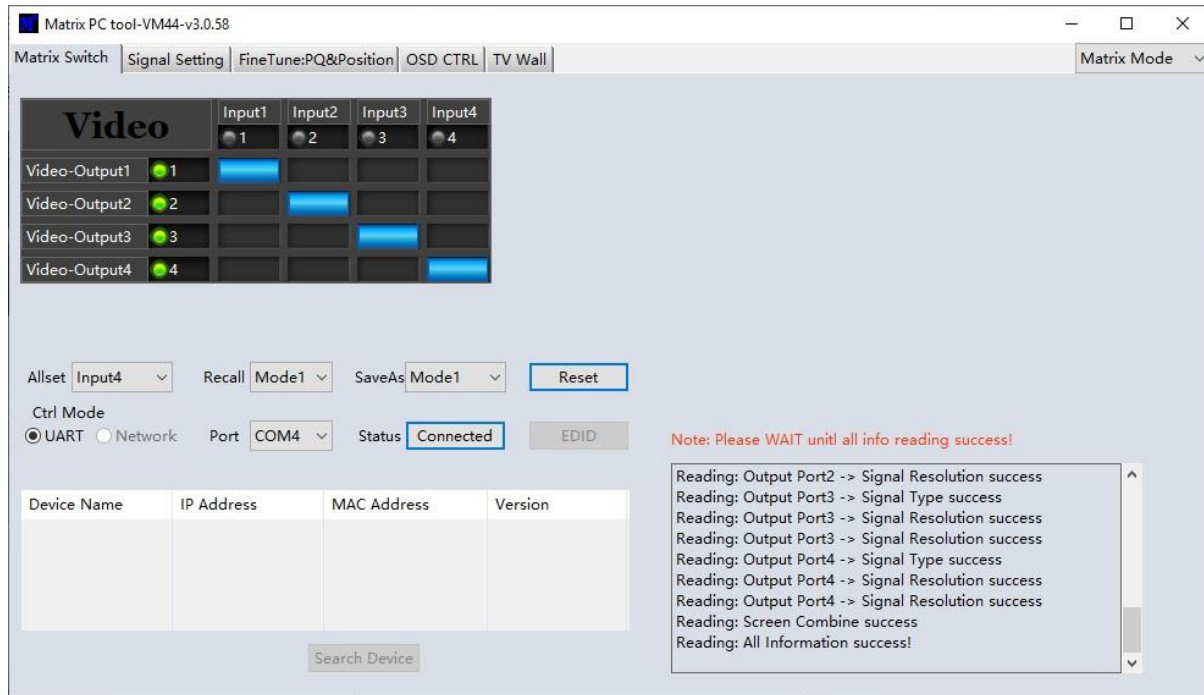 Matrix PC tool-VM44-v3.0.58
Matrix Switch Signal Setting FineTune:PQ&Position OSD CTRL TV Wall Matrix Mode
Video Input1 Input2 Input3 Input4
1 2 3 4
Video-Output1 1
Video-Output2 2
Video-Output3 3
Video-Output4 4
Allset Input4 Recall Mode1 SaveAs Mode1 Reset
Ctrl Mode
UART Network Port COM4 Status Connected EDID
Note: Please WAIT unitl all info reading success!
Device Name IP Address MAC Address Version
Reading: Output Port2 -> Signal Resolution success
Reading: Output Port3 -> Signal Type success
Reading: Output Port3 -> Signal Resolution success
Reading: Output Port3 -> Signal Resolution success
Reading: Output Port4 -> Signal Type success
Reading: Output Port4 -> Signal Resolution success
Reading: Output Port4 -> Signal Resolution success
Reading: Screen Combine success
Reading: All Information success!
Search Device